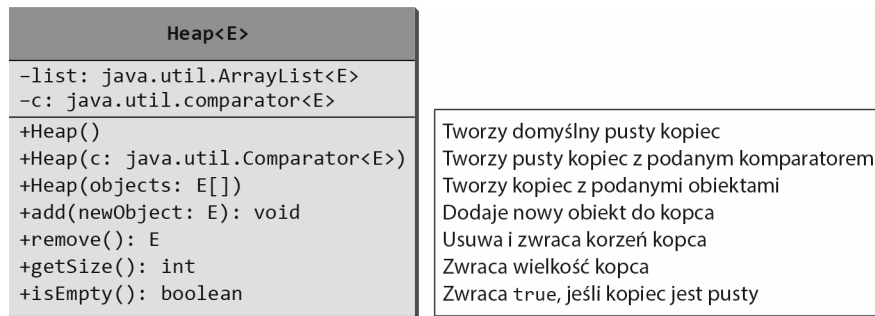 Heap<E>
–list: java.util.ArrayList<E>
–c: java.util.comparator<E>
+Heap()
+Heap(c: java.util.Comparator<E>)
+Heap(objects: E[])
+add(newObject: E): void
+remove(): E
+getSize(): int
+isEmpty(): boolean
Tworzy domyślny pusty kopiec
Tworzy pusty kopiec z podanym komparatorem
Tworzy kopiec z podanymi obiektami
Dodaje nowy obiekt do kopca
Usuwa i zwraca korzeń kopca
Zwraca wielkość kopca
Zwraca true, jeśli kopiec jest pusty